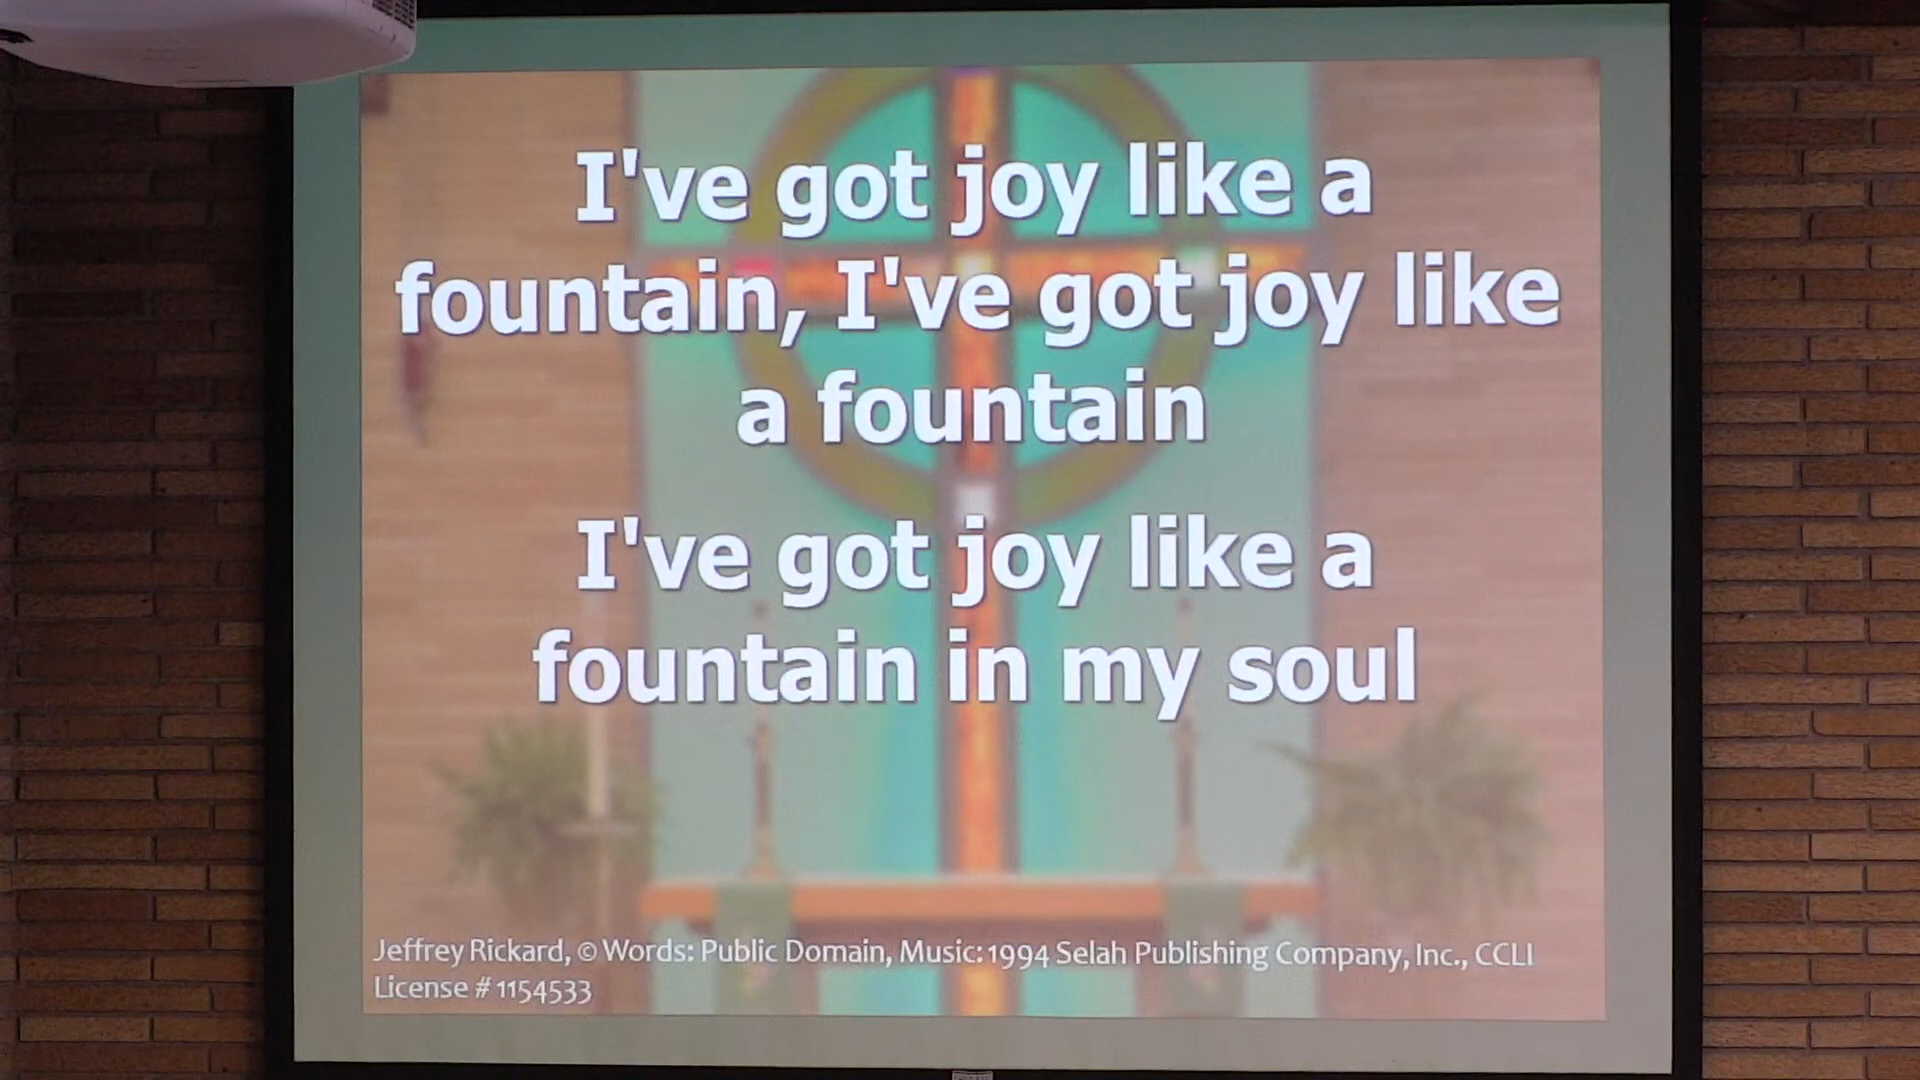 I've got joy like a
fountain, I've got joy like
a fountain
I've got joy like a
fountain in my soul
Jeffrey Rickard, © Words: Public Domain, Music: 1994 Selah Publishing Company, Inc., CCLI
License # 1154533